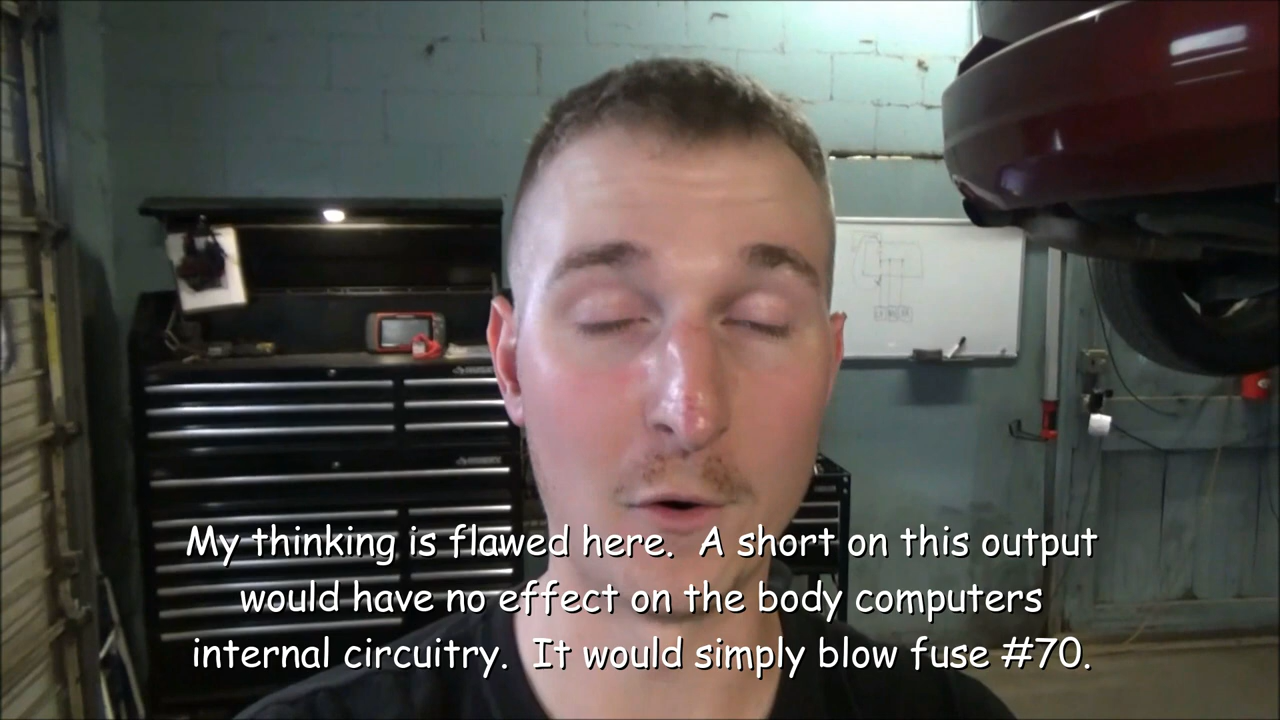 My thinking is flawed here.  A short on this output
would have no effect on the body computers
internal circuitry.  It would simply blow fuse #70.